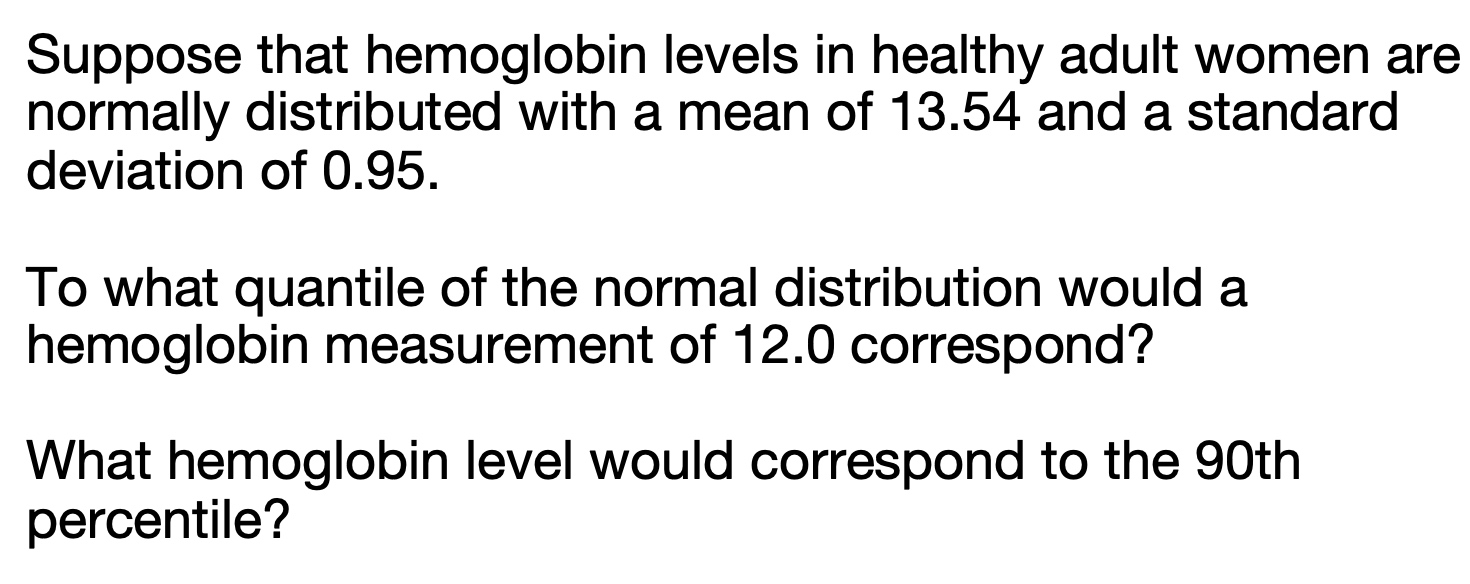 Suppose that hemoglobin levels in healthy adult women are
normally distributed with a mean of 13.54 and a standard
deviation of 0.95.
To what quantile of the normal distribution would a
hemoglobin measurement of 12.0 correspond?
What hemoglobin level would correspond to the 90th
percentile?